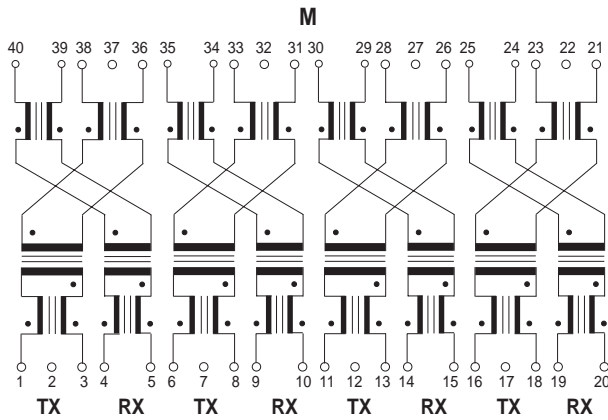 M
40 39 38 37 36 35 34 33 32 31 30 29 28 27 26 25 24 23 22 21
1 2 3 4 5 6 7 8 9 10 11 12 13 14 15 16 17 18 19 20
TX RX TX RX TX RX TX RX